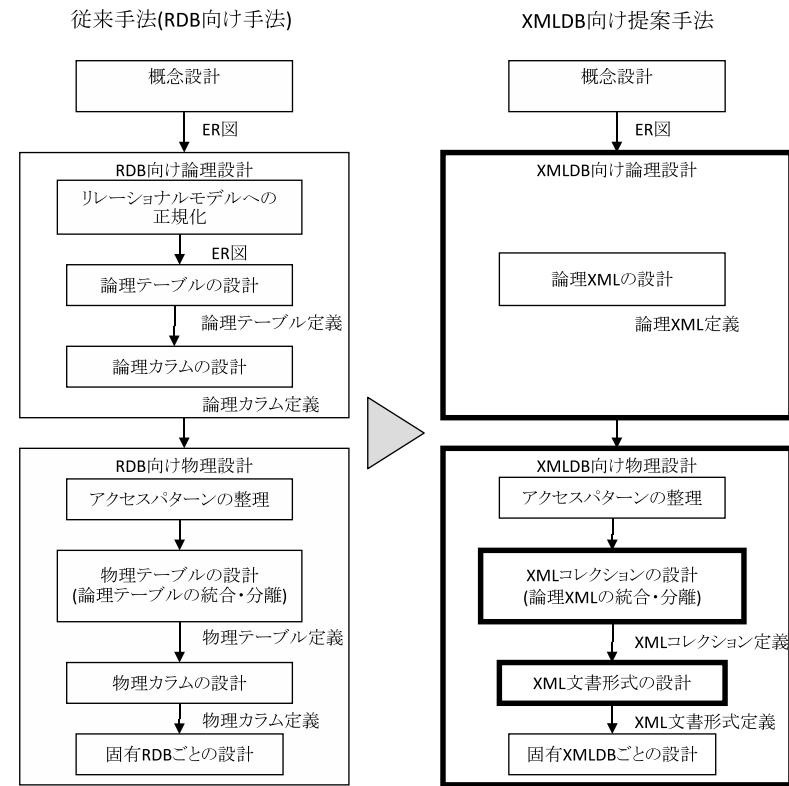 従来手法(RDB向け手法)
概念設計
ER図
RDB向け論理設計
リレーショナルモデルへの
正規化
ER図
論理テーブルの設計
論理テーブル定義
論理カラムの設計
論理カラム定義
RDB向け物理設計
アクセスパターンの整理
物理テーブルの設計
(論理テーブルの統合・分離)
物理テーブル定義
物理カラムの設計
物理カラム定義
固有RDBごとの設計
XMLDB向け提案手法
概念設計
ER図
XMLDB向け論理設計
論理XMLの設計
論理XML定義
XMLDB向け物理設計
アクセスパターンの整理
XMLコレクションの設計
(論理XMLの統合・分離)
XMLコレクション定義
XML文書形式の設計
XML文書形式定義
固有XMLDBごとの設計